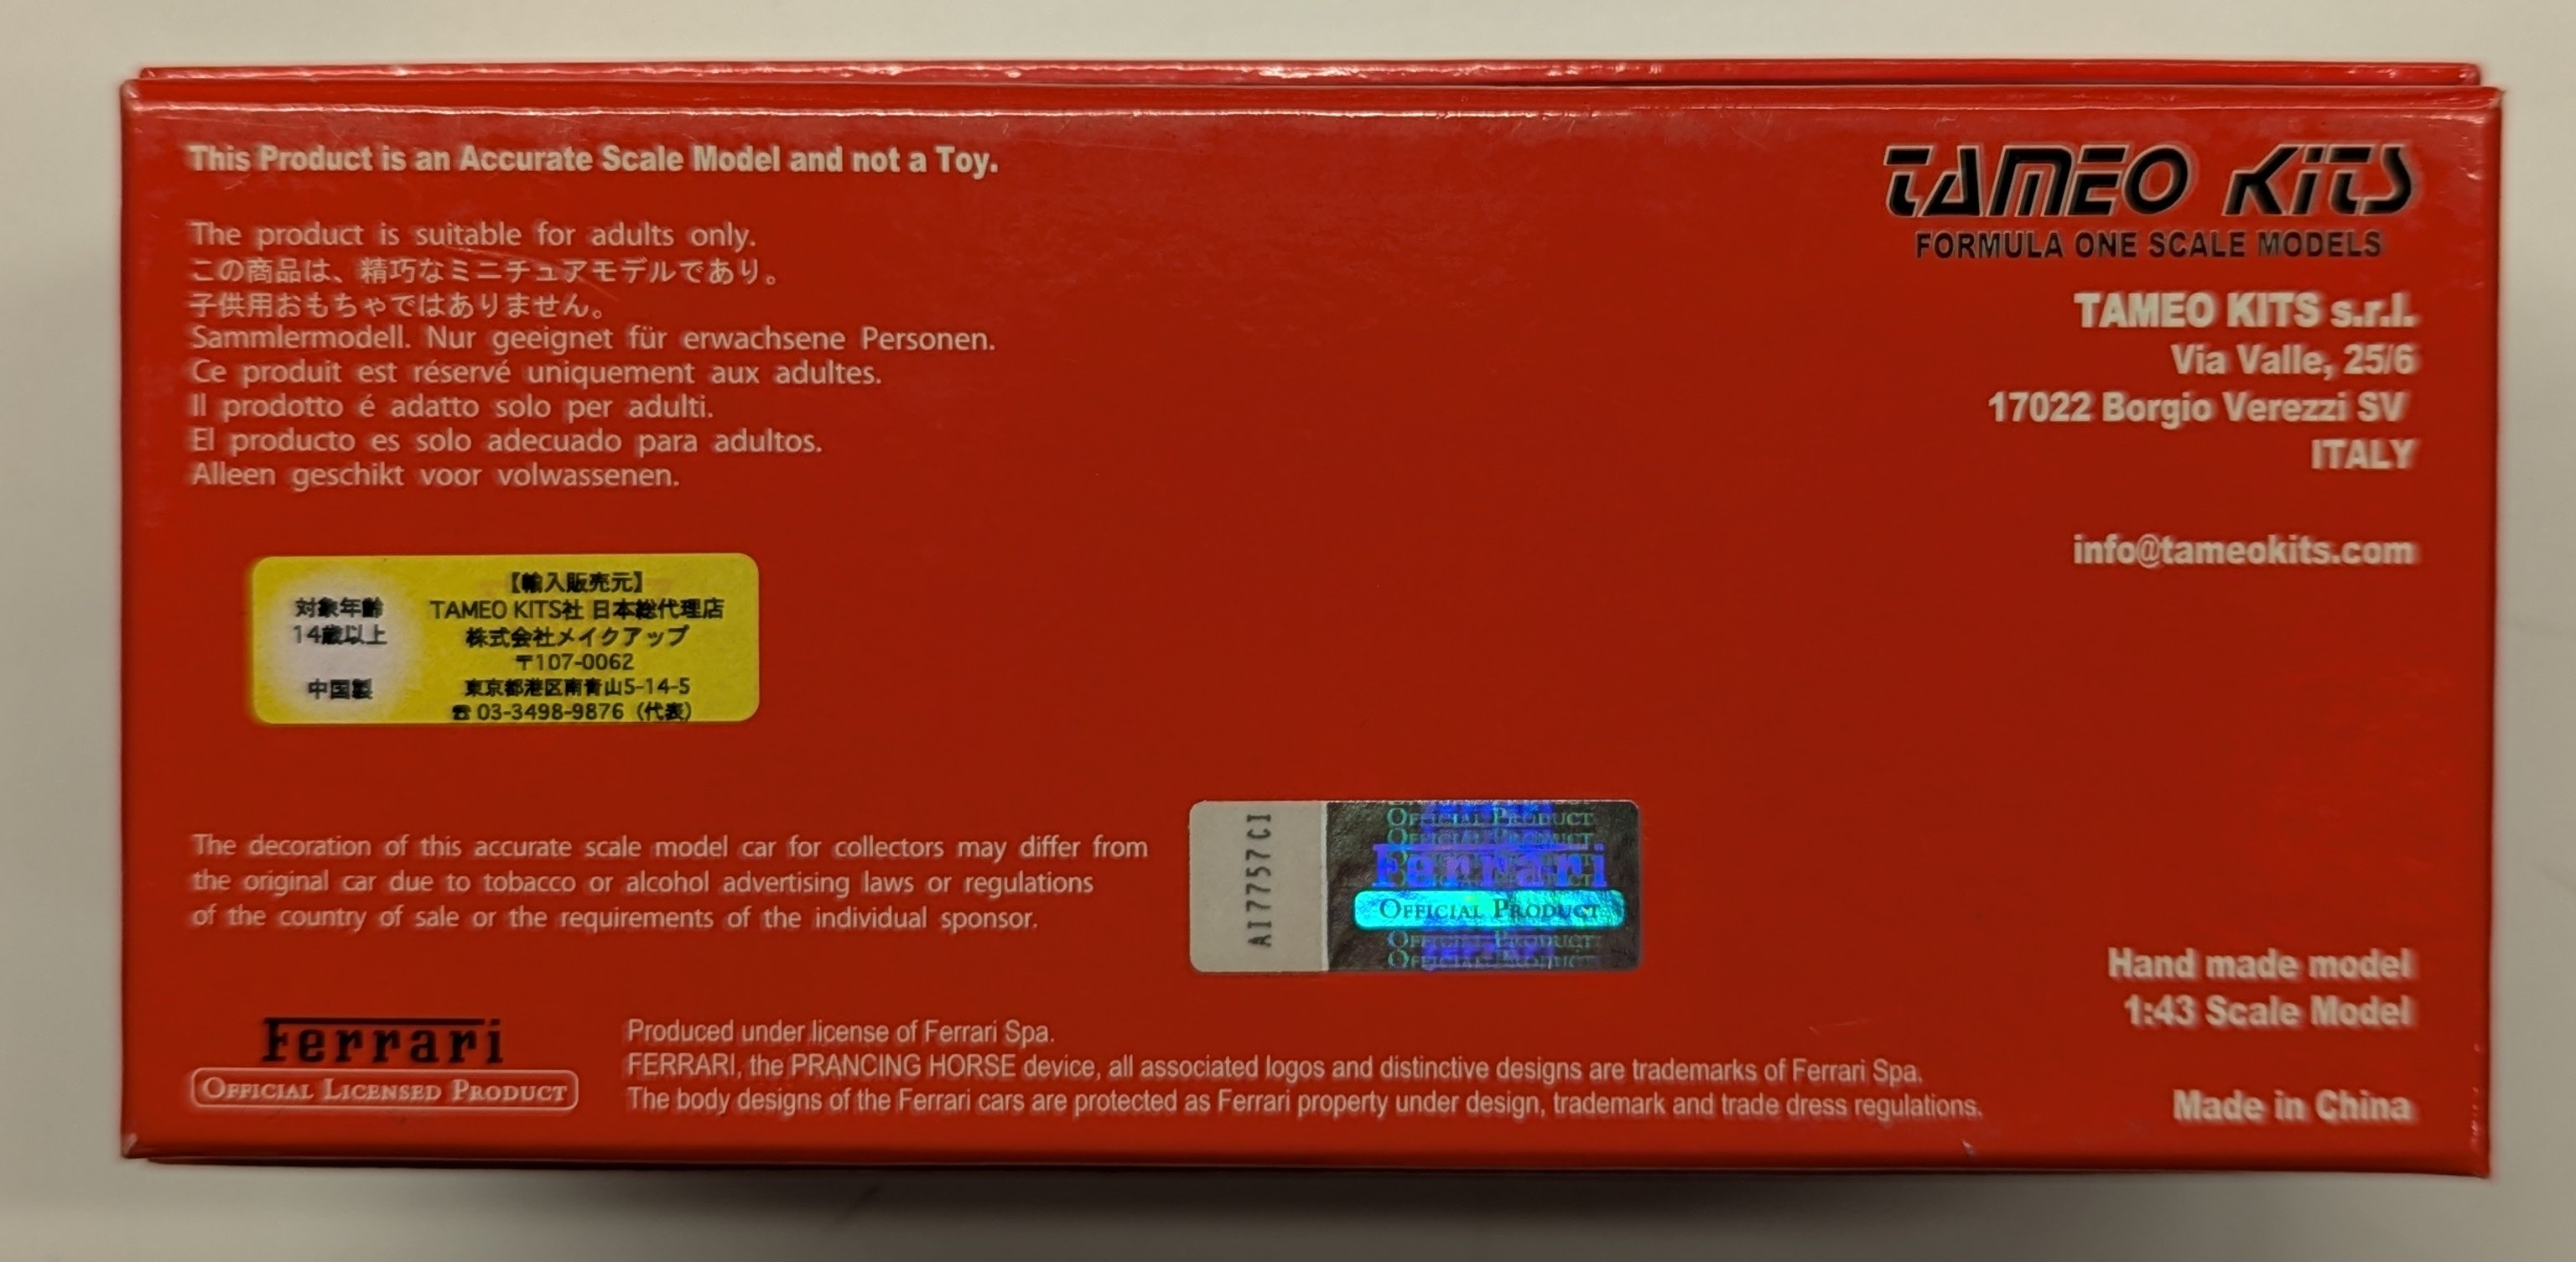 This Product is an Accurate Scale Model and not a Toy.
The product is suitable for adults only.
この商品は、精巧なミニチュアモデルであり。
子供用おもちゃではありません。
Sammlermodell. Nur geeignet für erwachsene Personen.
Ce produit est réservé uniquement aux adultes.
Il prodotto é adatto solo per adulti.
El producto es solo adecuado para adultos.
Alleen geschikt voor volwassenen.
TAMEO KITS
FORMULA ONE SCALE MODELS
TAMEO KITS s.r.l.
Via Valle, 25/6
17022 Borgio Verezzi SV
ITALY
info@tameokits.com
対象年齢
14歳以上
中国製
【輸入販売元】
TAMEO KITS社 日本総代理店
株式会社メイクアップ
〒107-0062
東京都港区南青山5-14-5
☎ 03-3498-9876（代表）
The decoration of this accurate scale model car for collectors may differ from
the original car due to tobacco or alcohol advertising laws or regulations
of the country of sale or the requirements of the individual sponsor.
AI7757CI
OFFICIAL PRODUCT
OFFICIAL PRODUCT
Ferrari
OFFICIAL PRODUCT
OFFICIAL PRODUCT
OFFICIAL PRODUCT
Ferrari
OFFICIAL LICENSED PRODUCT
Produced under license of Ferrari Spa.
FERRARI, the PRANCING HORSE device, all associated logos and distinctive designs are trademarks of Ferrari Spa.
The body designs of the Ferrari cars are protected as Ferrari property under design, trademark and trade dress regulations.
Hand made model
1:43 Scale Model
Made in China